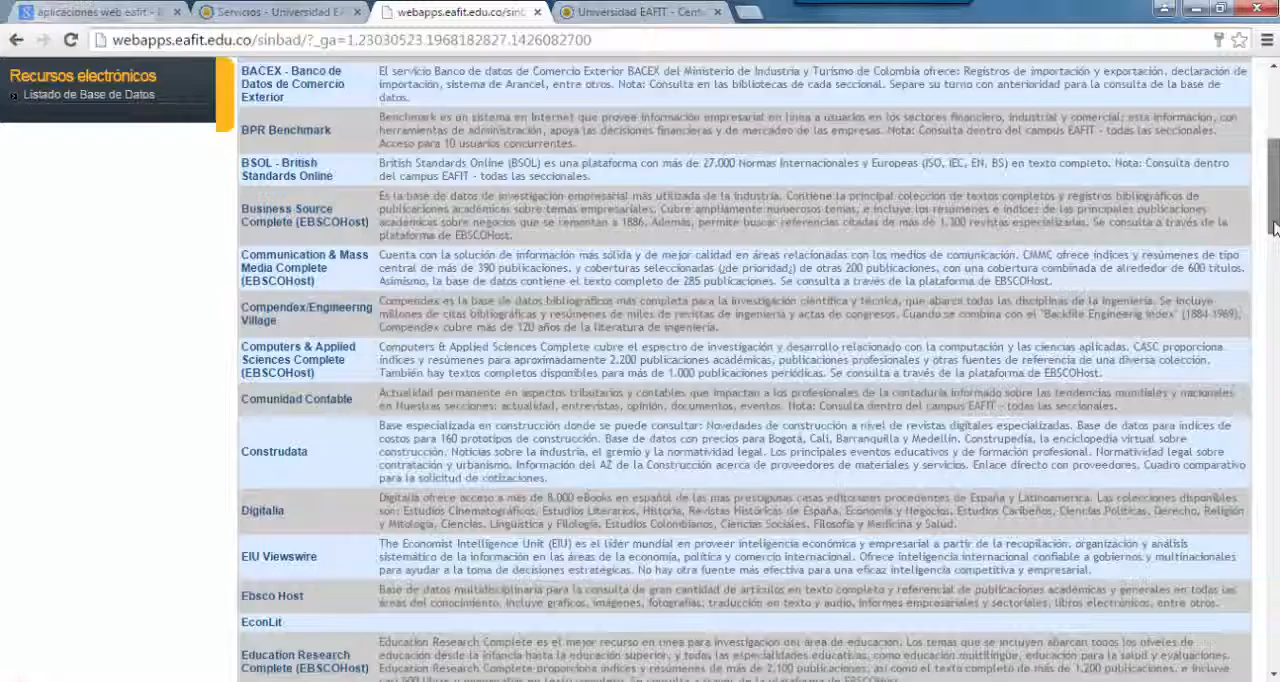 aplicaciones web eafit -
Servicios - Universidad E
webapps.eafit.edu.co/sint
Universidad EAFIT - Cent
webapps.eafit.edu.co/sinbad/?_ga=1.23030523.1968182827.1426082700
Recursos electrónicos
Listado de Base de Datos
BACEX - Banco de
Datos de Comercio
Exterior
El servicio Banco de datos de Comercio Exterior BACEX del Ministerio de Industria y Turismo de Colombia ofrece: Registros de importación y exportación, declaración de
importación, sistema de Arancel, entre otros. Nota: Consulta en las bibliotecas de cada seccional. Separe su turno con anterioridad para la consulta de la base de
datos.
BPR Benchmark
Benchmark es un sistema en Internet que provee información empresarial en línea a usuarios en los sectores financiero, industrial y comercial; esta información, con
herramientas de administración, apoya las decisiones financieras y de mercadeo de las empresas. Nota: Consulta dentro del campus EAFIT - todas las seccionales.
Acceso para 10 usuarios concurrentes.
BSOL - British
Standards Online
British Standards Online (BSOL) es una plataforma con más de 27.000 Normas Internacionales y Europeas (ISO, IEC, EN, BS) en texto completo. Nota: Consulta dentro
del campus EAFIT - todas las seccionales.
Business Source
Complete (EBSCOHost)
Es la base de datos de investigación empresarial más utilizada de la industria. Contiene la principal colección de textos completos y registros bibliográficos de
publicaciones académicas sobre temas empresariales. Cubre ampliamente numerosos temas, e incluye los resúmenes e índices de las principales publicaciones
académicas sobre negocios que se remontan a 1886. Además, permite buscar referencias citadas de más de 1.300 revistas especializadas. Se consulta a través de la
plataforma de EBSCOHost.
Communication & Mass
Media Complete
(EBSCOHost)
Cuenta con la solución de información más sólida y de mejor calidad en áreas relacionadas con los medios de comunicación. CMMC ofrece índices y resúmenes de tipo
central de más de 390 publicaciones, y coberturas seleccionadas (¿de prioridad¿) de otras 200 publicaciones, con una cobertura combinada de alrededor de 600 títulos.
Asimismo, la base de datos contiene el texto completo de 285 publicaciones. Se consulta a través de la plataforma de EBSCOHost.
Compendex/Engineering
Village
Compendex es la base de datos bibliográficos más completa para la investigación científica y técnica, que abarca todas las disciplinas de la ingeniería. Se incluye
millones de citas bibliográficas y resúmenes de miles de revistas de ingeniería y actas de congresos. Cuando se combina con el "Backfile Engineerig Index" (1884-1969),
Compendex cubre más de 120 años de la literatura de ingeniería.
Computers & Applied
Sciences Complete
(EBSCOHost)
Computers & Applied Sciences Complete cubre el espectro de investigación y desarrollo relacionado con la computación y las ciencias aplicadas. CASC proporciona
índices y resúmenes para aproximadamente 2.200 publicaciones académicas, publicaciones profesionales y otras fuentes de referencia de una diversa colección.
También hay textos completos disponibles para más de 1.000 publicaciones periódicas. Se consulta a través de la plataforma de EBSCOHost.
Comunidad Contable
Actualidad permanente en aspectos tributarios y contables que impactan a los profesionales de la contaduría informado sobre las tendencias mundiales y nacionales
en Nuestras secciones: actualidad, entrevistas, opinión, documentos, eventos. Nota: Consulta dentro del campus EAFIT - todas las seccionales.
Construdata
Base especializada en construcción donde se puede consultar: Novedades de construcción a nivel de revistas digitales especializadas. Base de datos para índices de
costos para 160 prototipos de construcción. Base de datos con precios para Bogotá, Cali, Barranquilla y Medellín. Construpedia, la enciclopedia virtual sobre
construcción. Noticias sobre la industria, el gremio y la normatividad legal. Los principales eventos educativos y de formación profesional. Normatividad legal sobre
contratación y urbanismo. Información del AZ de la Construcción acerca de proveedores de materiales y servicios. Enlace directo con proveedores. Cuadro comparativo
para la solicitud de cotizaciones.
Digitalia
Digitalia ofrece acceso a más de 8.000 eBooks en español de las más prestigiosas casas editoriales procedentes de España y Latinoamerica. Las colecciones disponibles
son: Estudios Cinematográficos, Estudios Literarios, Historia, Revistas Históricas de España, Economía y Negocios, Estudios Caribeños, Ciencias Políticas, Derecho, Religión
y Mitología, Ciencias, Lingüística y Filología, Estudios Colombianos, Ciencias Sociales, Filosofía y Medicina y Salud.
EIU Viewswire
The Economist Intelligence Unit (EIU) es el líder mundial en proveer inteligencia económica y empresarial a partir de la recopilación, organización y análisis
sistemático de la información en las áreas de la economía, política y comercio internacional. Ofrece inteligencia internacional confiable a gobiernos y multinacionales
para ayudar a la toma de decisiones estratégicas. No hay otra fuente más efectiva para una eficaz inteligencia competitiva y empresarial.
Ebsco Host
Base de datos multidisciplinaria para la consulta de gran cantidad de artículos en texto completo y referencial de publicaciones académicas y generales en todas las
áreas del conocimiento, incluye gráficos, imágenes, fotografías, traducción en texto y audio, informes empresariales y sectoriales, libros electrónicos, entre otros.
EconLit
Education Research
Complete (EBSCOHost)
Education Research Complete es el mejor recurso en línea para investigación del área de educación. Los temas que se incluyen abarcan todos los niveles de
educación desde la infancia hasta la educación superior, y todas las especialidades educativas, como educación multilingüe, educación para la salud y evaluaciones.
Education Research Complete proporciona índices y resúmenes de más de 2.100 publicaciones, así como el texto completo de más de 1.200 publicaciones, e incluye